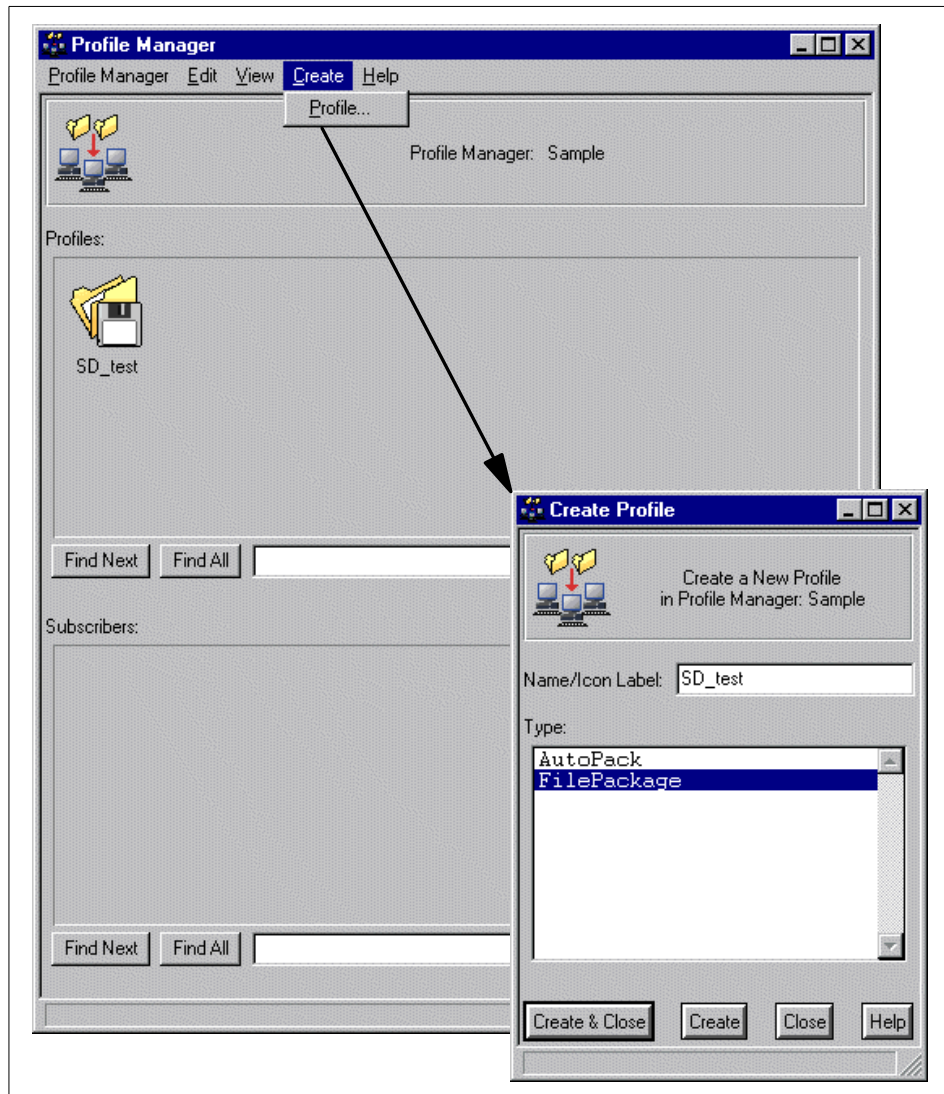 Profile Manager
Profile Manager Edit View Create Help
Profile...
Profile Manager: Sample
Profiles:
SD_test
Find Next Find All
Subscribers:
Find Next Find All
Create Profile
Create a New Profile
in Profile Manager: Sample
Name/Icon Label: SD_test
Type:
AutoPack
FilePackage
Create & Close Create Close Help